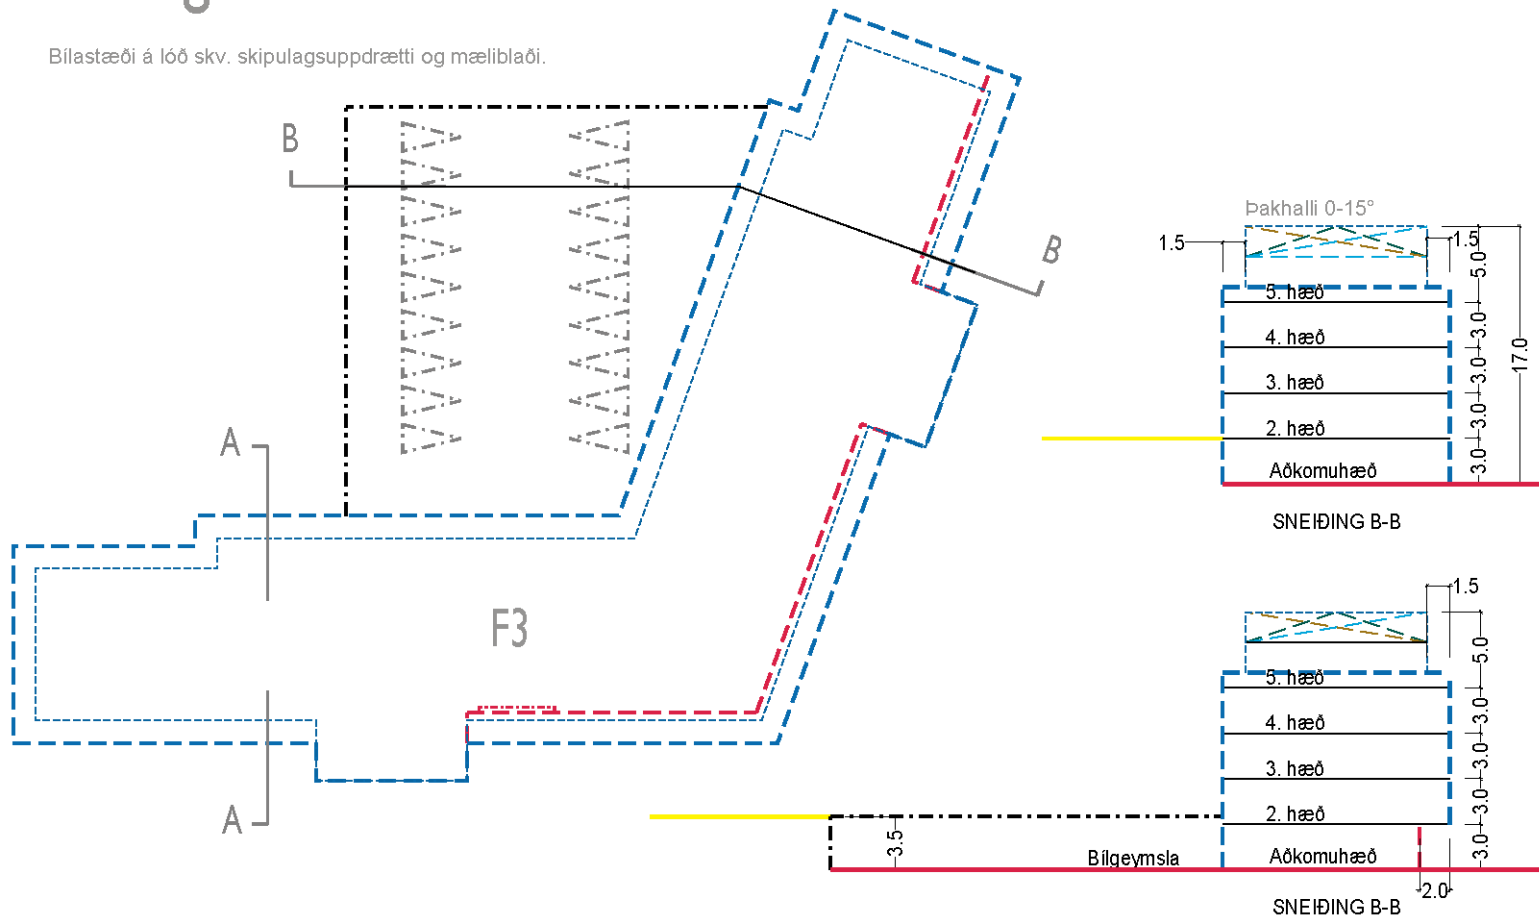 Bílastæði á lóð skv. skipulagsuppdrætti og mæliblaði.
B
B
A
A
F3
Þakhalli 0-15°
1.5
1.5
5.0
5. hæð
3.0
4. hæð
3.0
17.0
3. hæð
3.0
2. hæð
3.0
Aðkomuhæð
SNEIÐING B-B
1.5
5.0
5. hæð
3.0
4. hæð
3.0
3. hæð
3.0
2. hæð
3.5
3.0
Bílgeymsla
Aðkomuhæð
2.0
SNEIÐING B-B